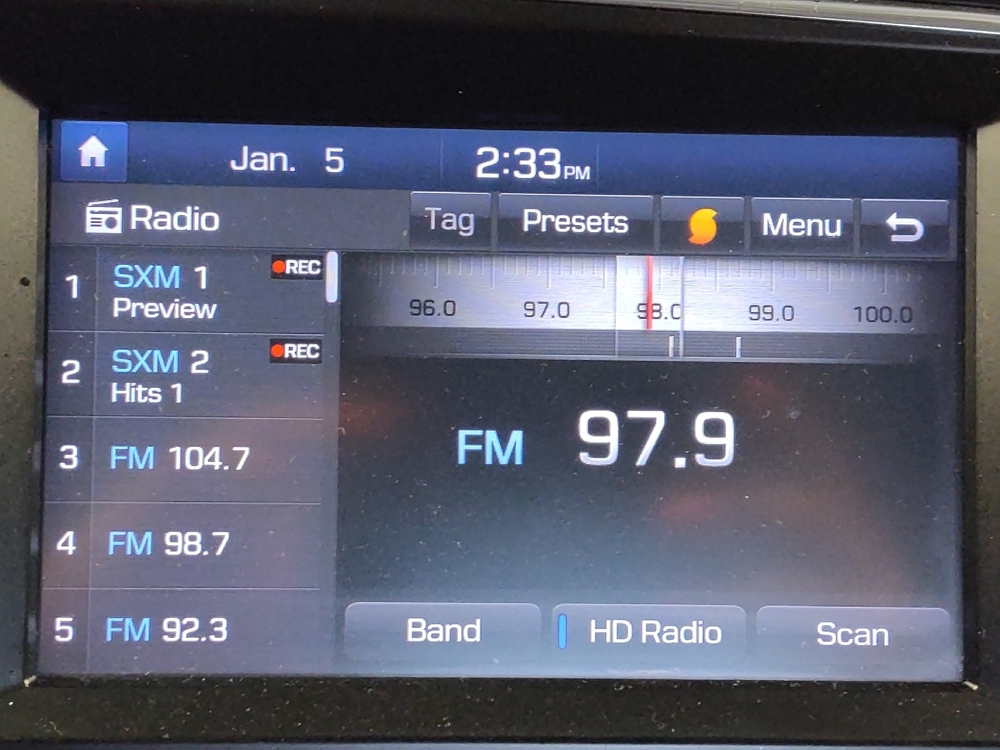 Jan. 5 2:33 PM
Radio Tag Presets Menu
1 SXM 1 REC
Preview
2 SXM 2 REC
Hits 1
3 FM 104.7
4 FM 98.7
5 FM 92.3
96.0 97.0 98.0 99.0 100.0
FM 97.9
Band HD Radio Scan